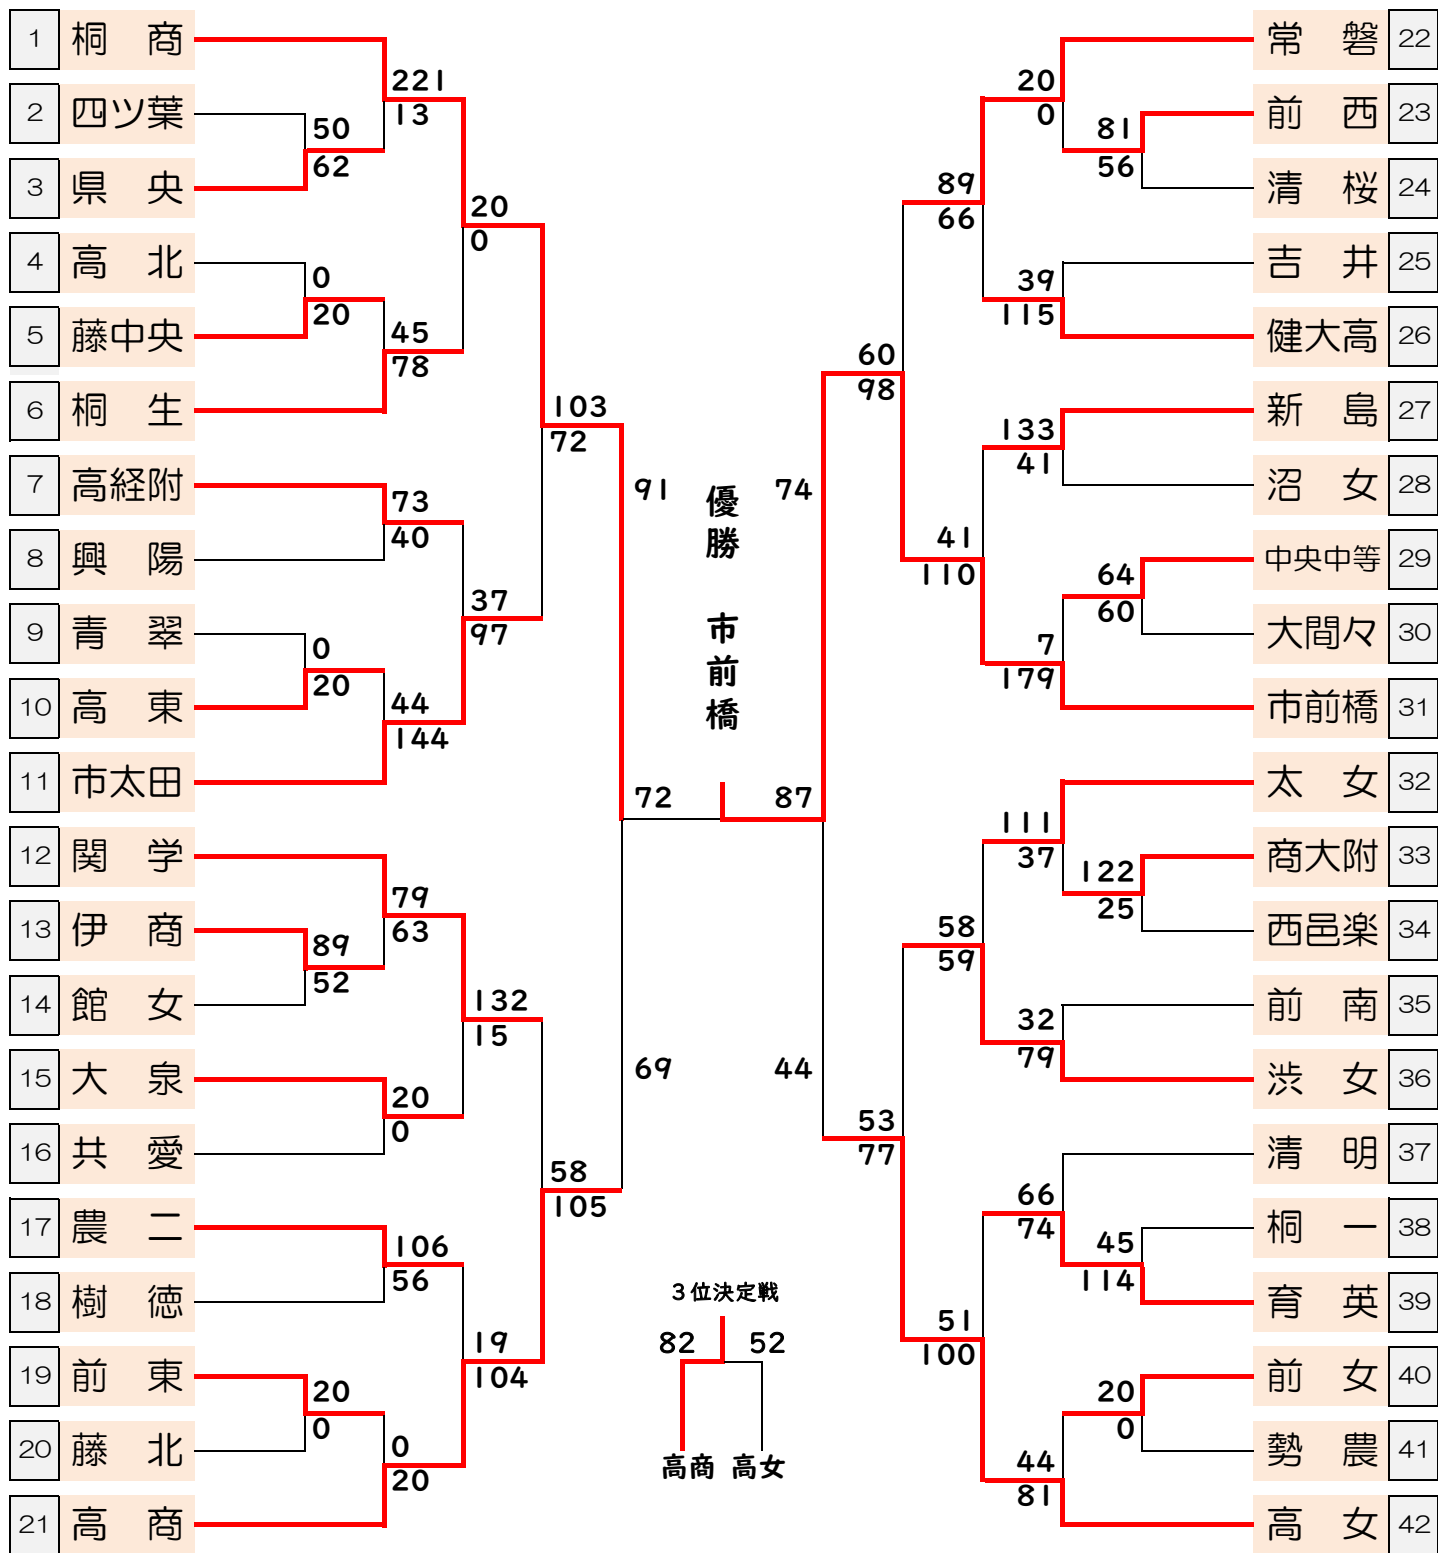 1 桐 商
2 四ツ葉
3 県 央
4 高 北
5 藤中央
6 桐 生
7 高経附
8 興 陽
9 青 翠
10 高 東
11 市太田
12 関 学
13 伊 商
14 館 女
15 大 泉
16 共 愛
17 農 二
18 樹 徳
19 前 東
20 藤 北
21 高 商
50
62
0
20
0
20
89
52
20
0
221
13
45
78
73
40
44
144
79
63
20
0
106
56
0
20
20
0
37
97
132
15
19
104
103
72
58
105
91
69
72
優勝 市前橋
87
74
44
60
98
53
77
89
66
41
110
58
59
51
100
20
0
39
115
133
41
7
179
111
37
32
79
66
74
44
81
81
56
64
60
122
25
45
114
20
0
常 磐 22
前 西 23
清 桜 24
吉 井 25
健大高 26
新 島 27
沼 女 28
中央中等 29
大間々 30
市前橋 31
太 女 32
商大附 33
西邑楽 34
前 南 35
渋 女 36
清 明 37
桐 一 38
育 英 39
前 女 40
勢 農 41
高 女 42
３位決定戦
82 52
高商 高女